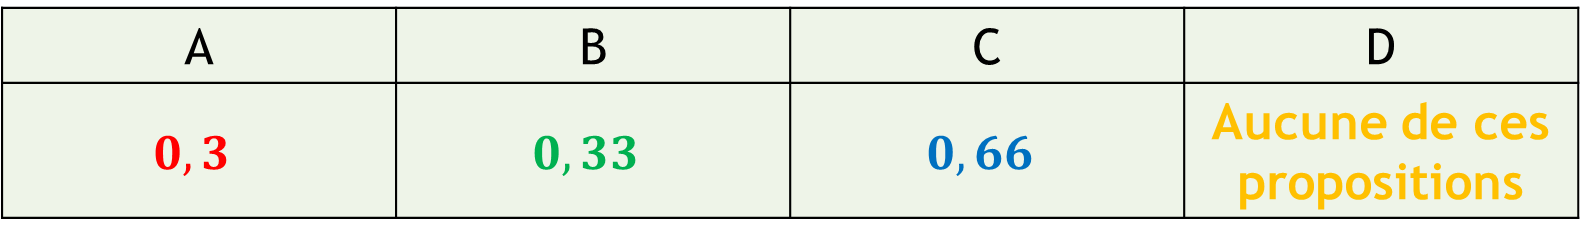 A B C D
0,3 0,33 0,66 Aucune de ces
propositions